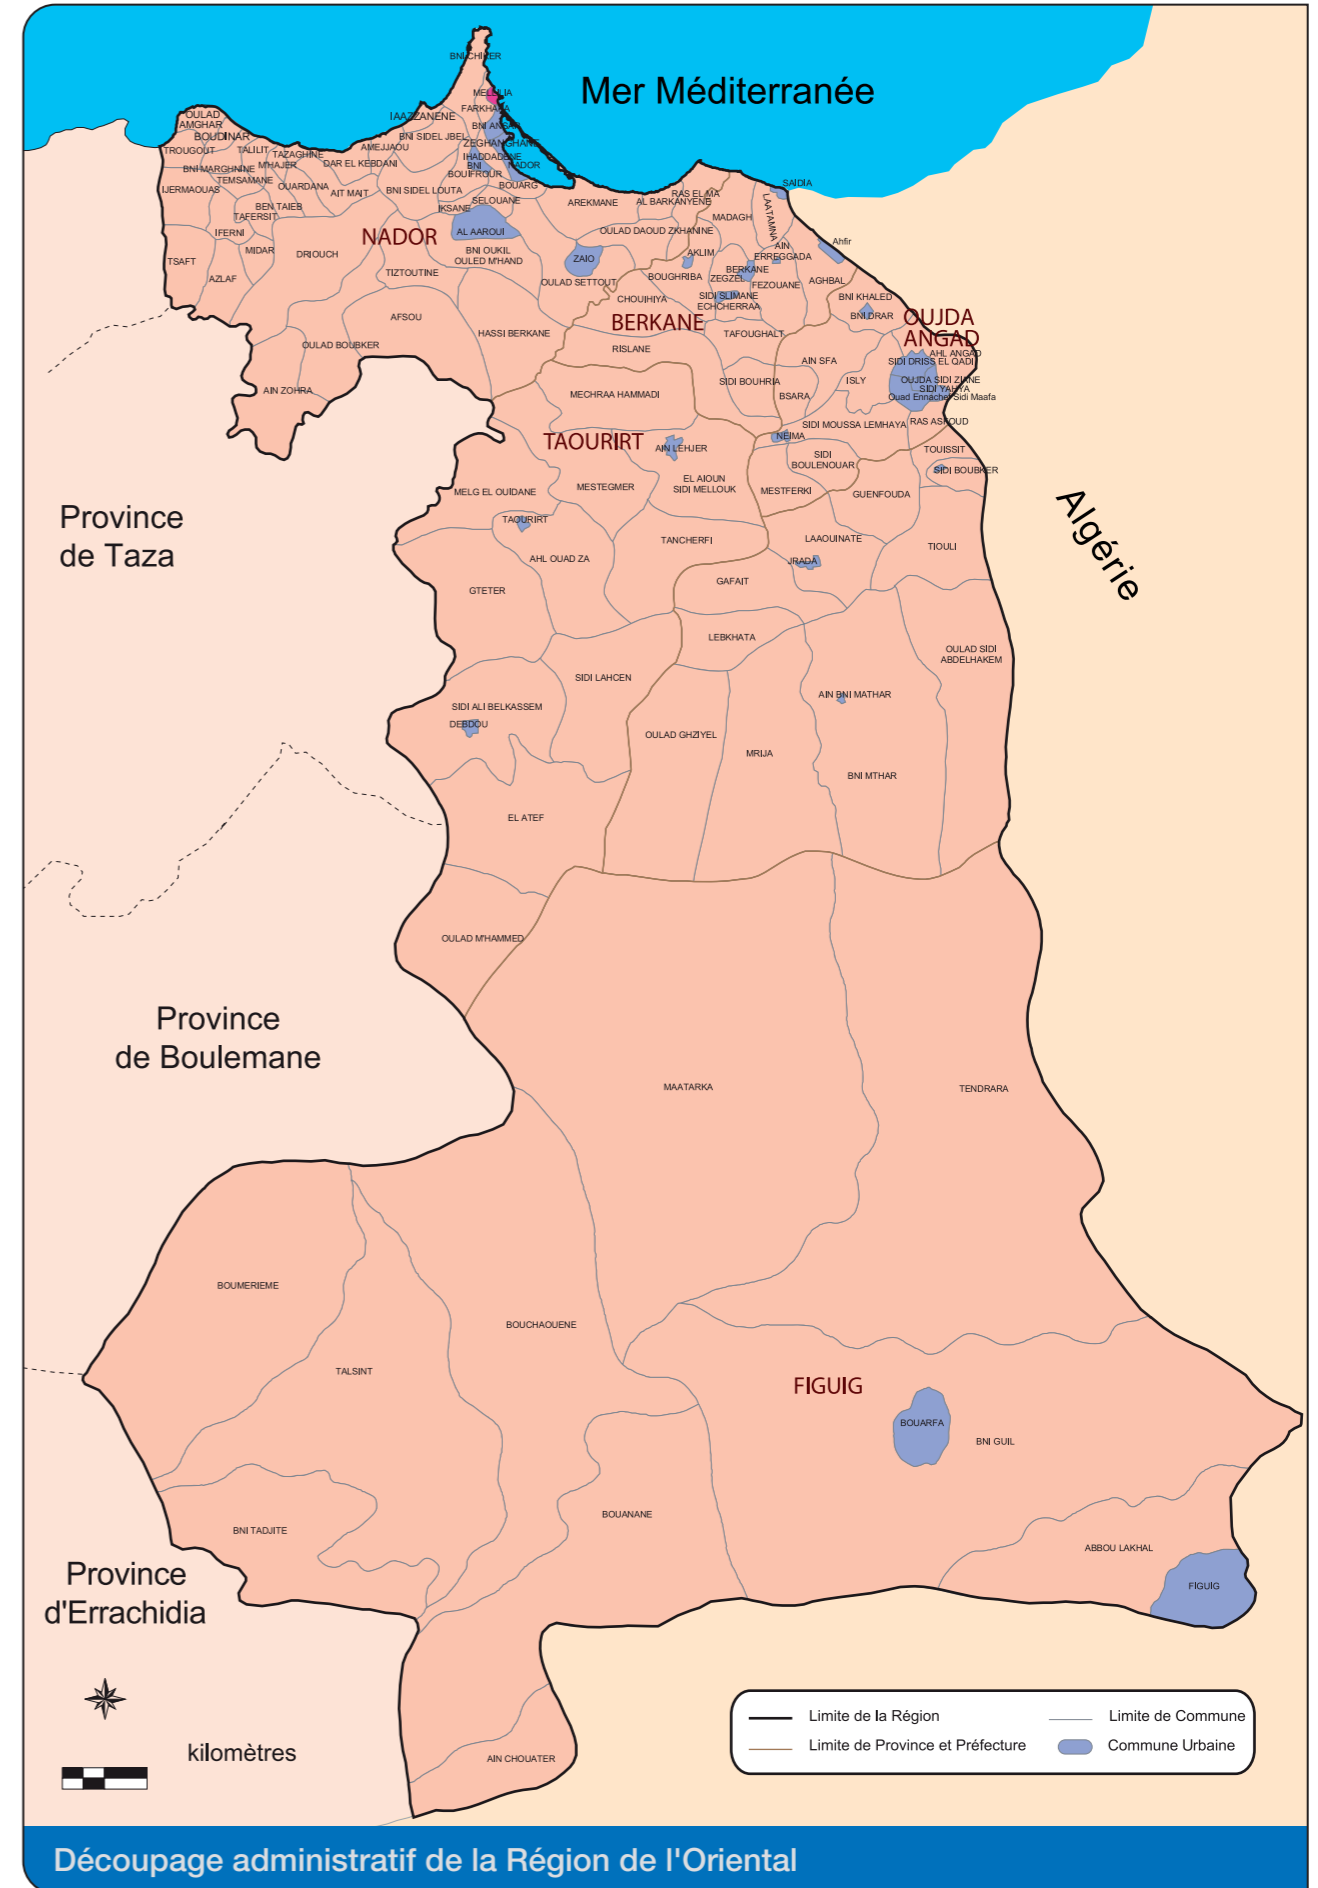 Mer Méditerranée
BNI CHIKER
MELILIA
FARKHANA
BNI ANSAR
IAAZZANENE
BNI SIDEL JBEL
ZEGHANGHANE
IHADDADENE
BNI
BOUIFROUR
NADOR
BOUARG
OULAD
AMGHAR
BOUDINAR
TROUGOUT
TALILIT
TAZAGHINE
AMEJJAOU
M'HAJER
DAR EL KEBDANI
BNI MARGHNINE
TEMSAMANE
IJERMAOUAS
OUARDANA
AIT MAIT
BNI SIDEL LOUTA
BEN TAIEB
TAFERSIT
IKSANE
SELOUANE
IFERNI
NADOR
AL AAROUI
MIDAR
DRIOUCH
BNI OUKIL
OULED M'HAND
TSAFT
AZLAF
TIZTOUTINE
AFSOU
OULAD BOUBKER
HASSI BERKANE
AIN ZOHRA
AREKMANE
AL BARKANYENE
RAS EL MA
SAIDIA
LAATAMNA
MADAGH
OULAD DAOUD ZKHANINE
Ahfir
AIN
ERREGGADA
ZAIO
AKLIM
BERKANE
ZEGZEL
BOUGHRIBA
FEZOUANE
AGHBAL
OULAD SETTOUT
SIDI SLIMANE
ECHCHERRAA
CHOUIHIYA
BNI KHALED
BNI DRAR
BERKANE
OUJDA
ANGAD
TAFOUGHALT
RISLANE
AHL ANGAD
SIDI DRISS EL QADI
AIN SFA
OUJDA SIDI ZIANE
SIDI YAHYA
Ouad Ennachef Sidi Maafa
SIDI BOUHRIA
ISLY
BSARA
MECHRAA HAMMADI
RAS ASFOUD
SIDI MOUSSA LEMHAYA
NEIMA
TAOURIRT
AIN LEHJER
TOUISSIT
SIDI
BOULENOUAR
SIDI BOUBKER
MELG EL OUIDANE
MESTEGMER
EL AIOUN
SIDI MELLOUK
MESTFERKI
GUENFOUDA
TAOURIRT
TANCHERFI
LAAOUINATE
TIOULI
AHL OUAD ZA
JRADA
GTETER
GAFAIT
LEBKHATA
OULAD SIDI
ABDELHAKEM
SIDI LAHCEN
AIN BNI MATHAR
SIDI ALI BELKASSEM
DEBDOU
OULAD GHZIYEL
MRIJA
BNI MTHAR
EL ATEF
OULAD M'HAMMED
MAATARKA
TENDRARA
BOUMERIEME
BOUCHAOUENE
TALSINT
FIGUIG
BOUARFA
BNI GUIL
BOUANANE
BNI TADJITE
ABBOU LAKHAL
FIGUIG
AIN CHOUATER
Province
de Taza
Algérie
Province
de Boulemane
Province
d'Errachidia
kilomètres
Limite de la Région
Limite de Commune
Limite de Province et Préfecture
Commune Urbaine
Découpage administratif de la Région de l'Oriental